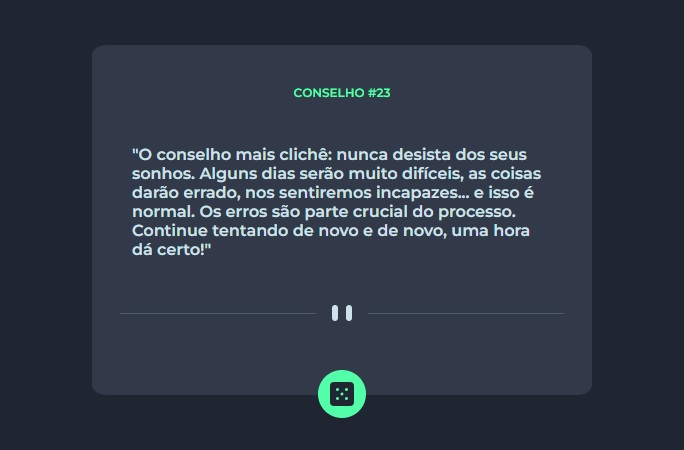 CONSELHO #23
"O conselho mais clichê: nunca desista dos seus
sonhos. Alguns dias serão muito difíceis, as coisas
darão errado, nos sentiremos incapazes... e isso é
normal. Os erros são parte crucial do processo.
Continue tentando de novo e de novo, uma hora
dá certo!"